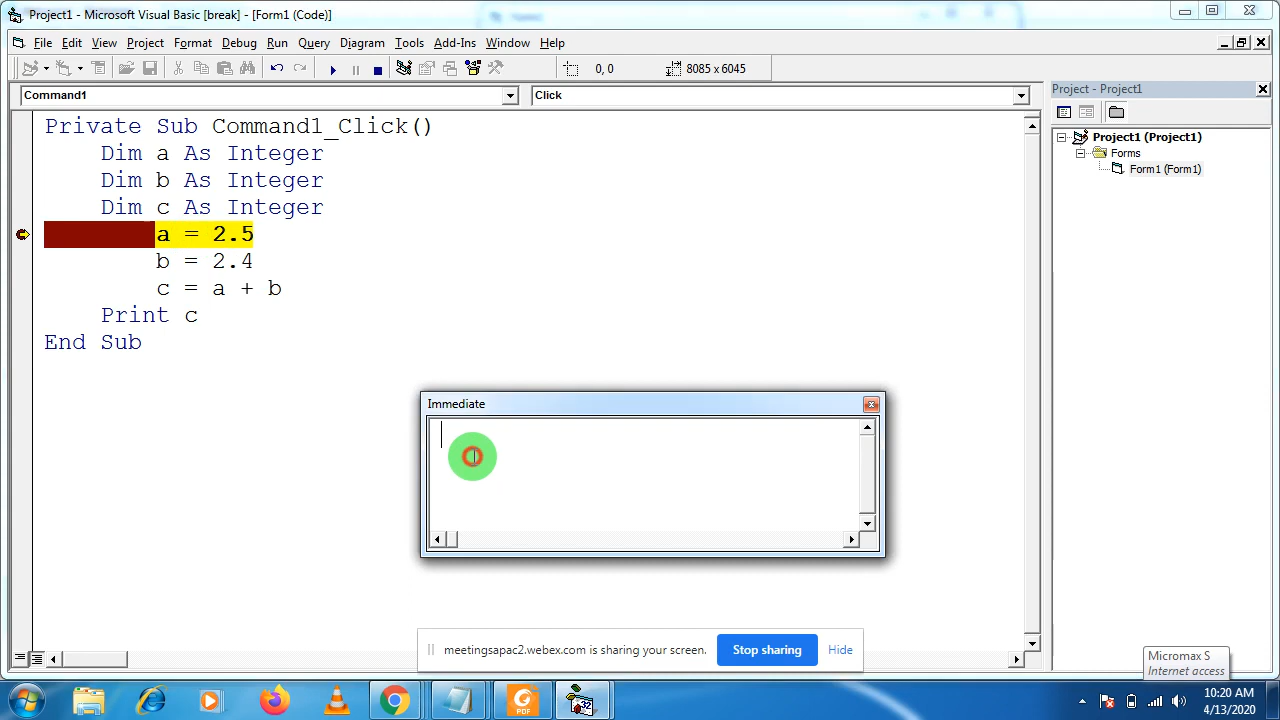 Project1 - Microsoft Visual Basic [break] - [Form1 (Code)]
File Edit View Project Format Debug Run Query Diagram Tools Add-Ins Window Help
0, 0 8085 x 6045
Command1 Click
Project - Project1
Private Sub Command1_Click()
Dim a As Integer
Dim b As Integer
Dim c As Integer
a = 2.5
b = 2.4
c = a + b
Print c
End Sub
Project1 (Project1)
Forms
Form1 (Form1)
Immediate
meetingsapac2.webex.com is sharing your screen. Stop sharing Hide
Micromax S
Internet access
PDF
32
10:20 AM
4/13/2020